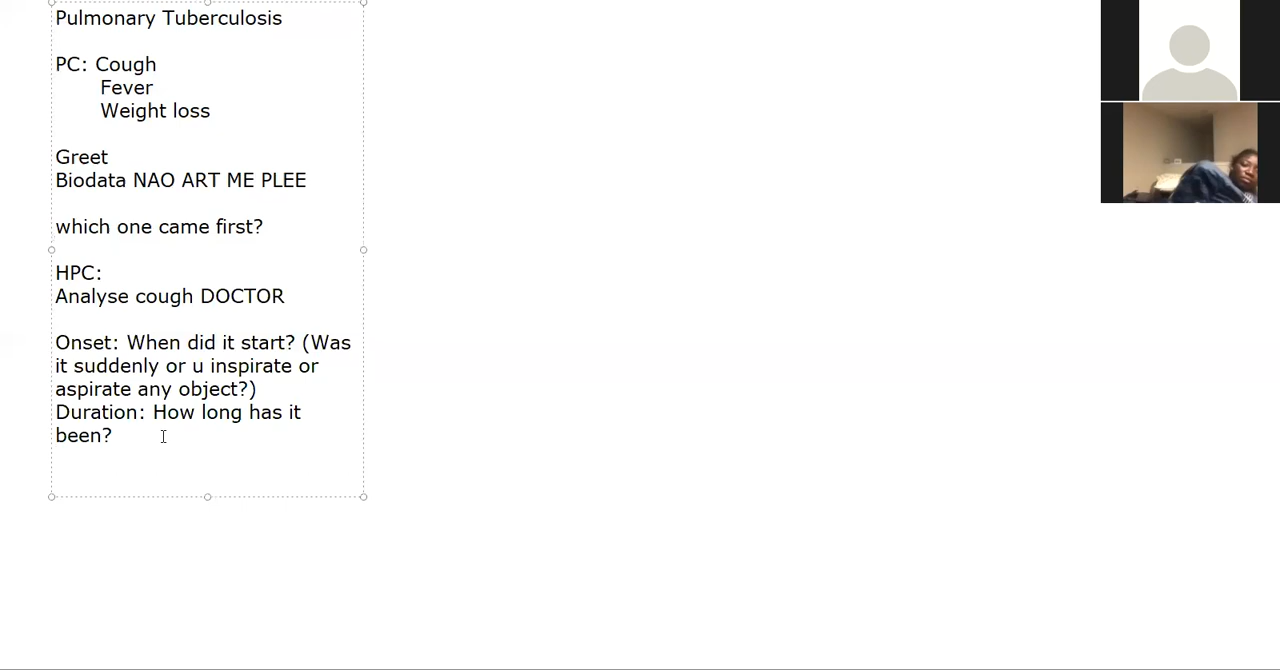 Pulmonary Tuberculosis
PC: Cough
Fever
Weight loss
Greet
Biodata NAO ART ME PLEE
which one came first?
HPC:
Analyse cough DOCTOR
Onset: When did it start? (Was
it suddenly or u inspirate or
aspirate any object?)
Duration: How long has it
been?